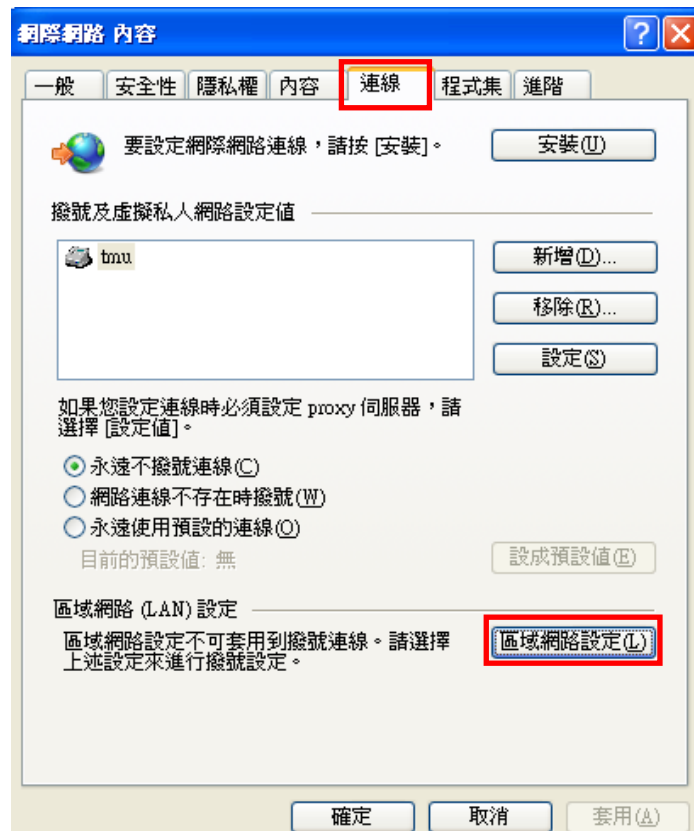 網際網路 內容
一般 安全性 隱私權 內容 連線 程式集 進階
要設定網際網路連線，請按 [安裝]。 安裝(U)
撥號及虛擬私人網路設定值
tmu
新增(D)...
移除(R)...
設定(S)
如果您設定連線時必須設定 proxy 伺服器，請
選擇 [設定值]。
永遠不撥號連線(C)
網路連線不存在時撥號(W)
永遠使用預設的連線(O)
目前的預設值: 無 設成預設值(E)
區域網路 (LAN) 設定
區域網路設定不可套用到撥號連線。請選擇
上述設定來進行撥號設定。
區域網路設定(L)
確定 取消 套用(A)